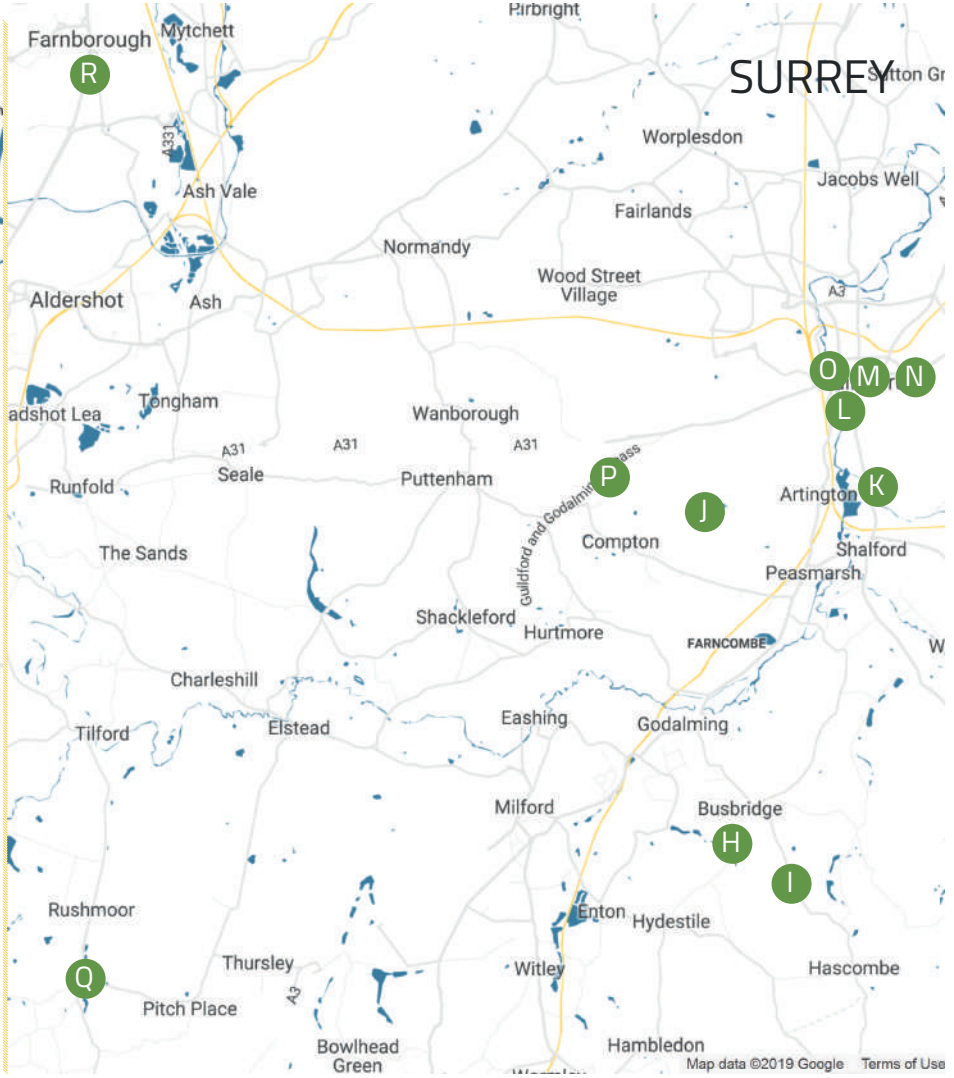 Pirbright
Farnborough
Mytchett
R
SURREY
Sutton Gr
A331
Worplesdon
Ash Vale
Jacobs Well
Fairlands
Normandy
Wood Street
Village
Aldershot
Ash
A3
O
M
N
L
Tongham
adshot Lea
Wanborough
A31
A31
A31
Seale
Puttenham
Runfold
P
Guildford and Godalming
ass
J
Artington
K
The Sands
Compton
Shalford
Peasmarsh
Shackleford
Hurtmore
FARNCOMBE
W
Charleshill
Elstead
Eashing
Godalming
Tilford
Milford
Busbridge
H
I
Rushmoor
Enton
Hydestile
Thursley
Witley
Hascombe
Q
A3
Pitch Place
Bowlhead
Green
Hambledon
Map data ©2019 Google Terms of Use